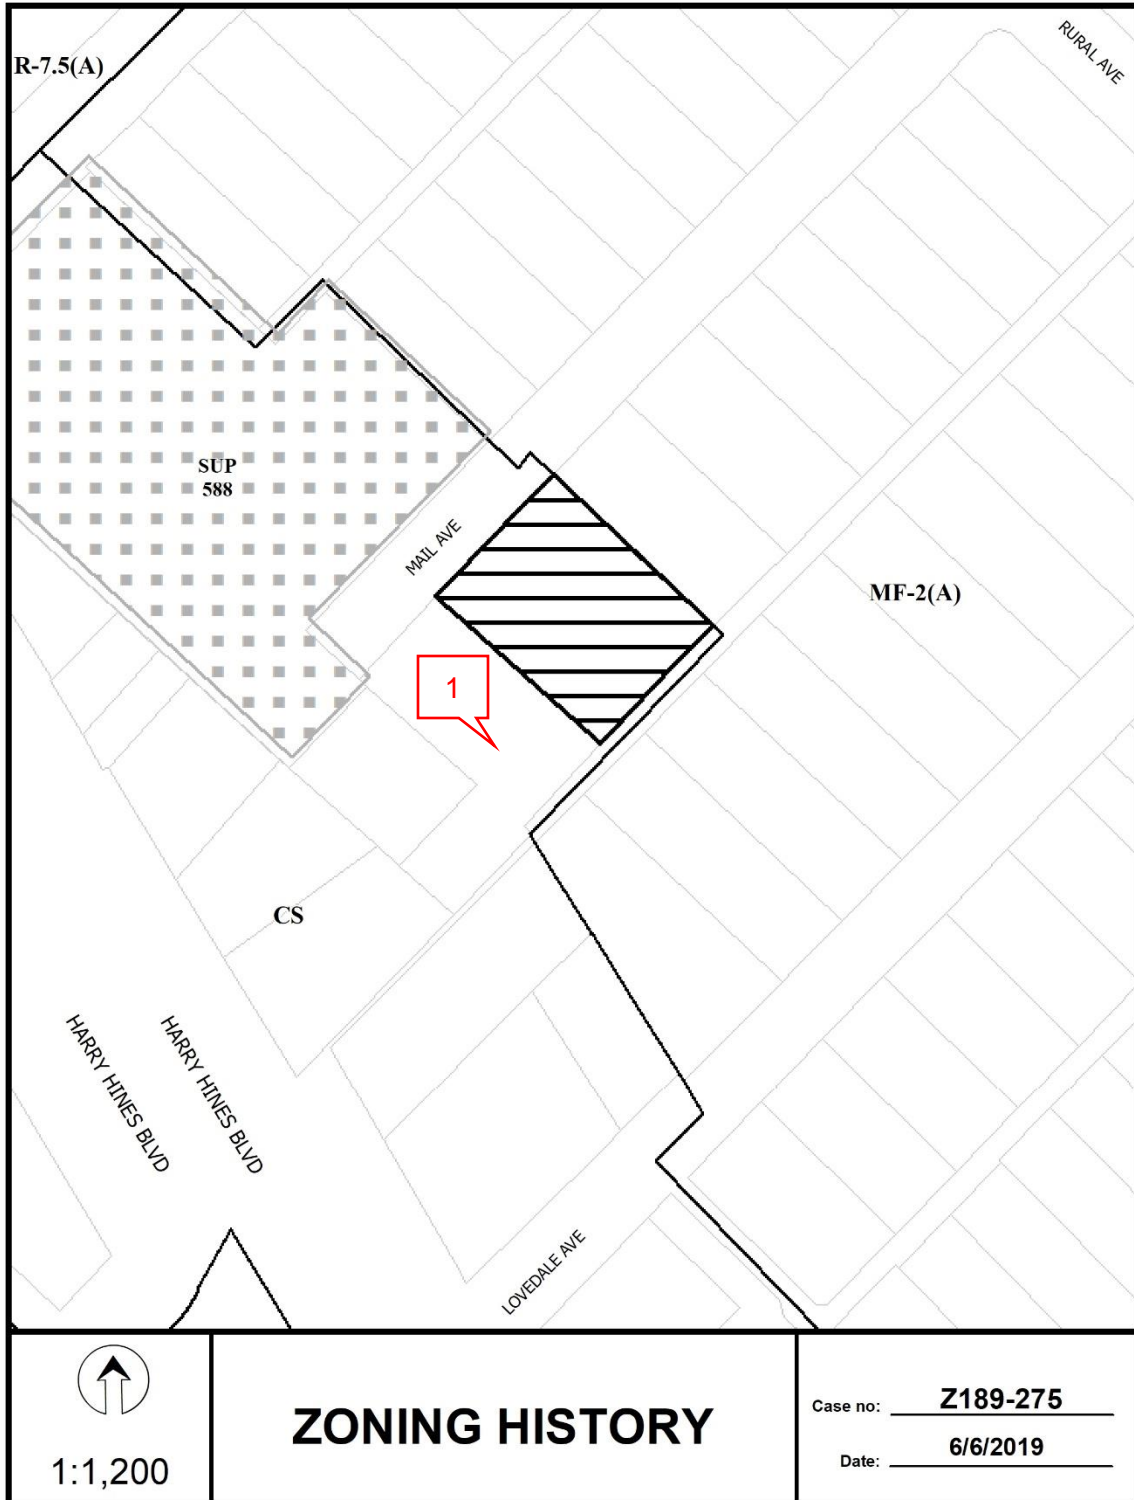 RURAL AVE
R-7.5(A)
SUP
588
MAIL AVE
MF-2(A)
1
CS
HARRY HINES BLVD
HARRY HINES BLVD
LOVEDALE AVE
1:1,200
ZONING HISTORY
Case no: Z189-275
Date: 6/6/2019